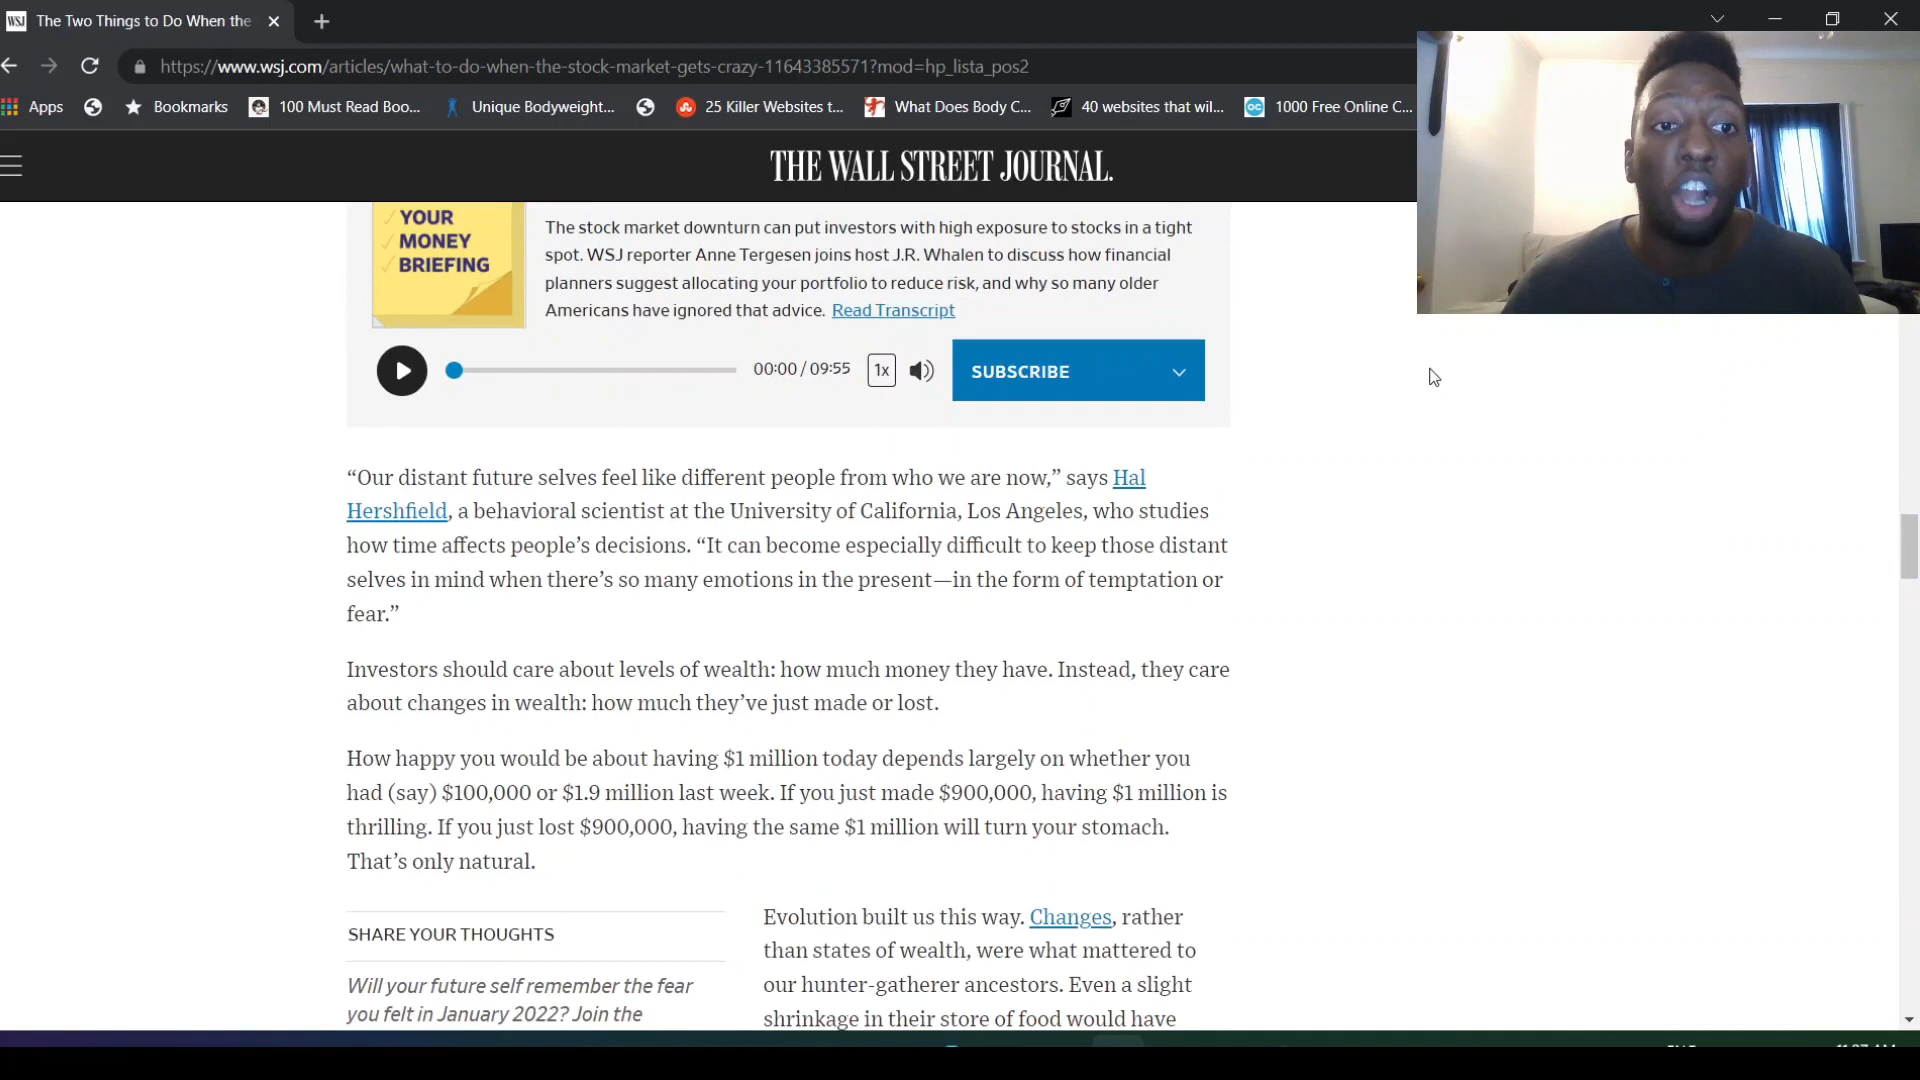 WSJ The Two Things to Do When the
https://www.wsj.com/articles/what-to-do-when-the-stock-market-gets-crazy-11643385571?mod=hp_lista_pos2
Apps Bookmarks 100 Must Read Boo... Unique Bodyweight... 25 Killer Websites t... What Does Body C... 40 websites that wil... OC 1000 Free Online C...
THE WALL STREET JOURNAL.
YOUR
MONEY
BRIEFING
The stock market downturn can put investors with high exposure to stocks in a tight
spot. WSJ reporter Anne Tergesen joins host J.R. Whalen to discuss how financial
planners suggest allocating your portfolio to reduce risk, and why so many older
Americans have ignored that advice. Read Transcript
00:00 / 09:55 1x SUBSCRIBE
“Our distant future selves feel like different people from who we are now,” says Hal
Hershfield, a behavioral scientist at the University of California, Los Angeles, who studies
how time affects people’s decisions. “It can become especially difficult to keep those distant
selves in mind when there’s so many emotions in the present—in the form of temptation or
fear.”
Investors should care about levels of wealth: how much money they have. Instead, they care
about changes in wealth: how much they’ve just made or lost.
How happy you would be about having $1 million today depends largely on whether you
had (say) $100,000 or $1.9 million last week. If you just made $900,000, having $1 million is
thrilling. If you just lost $900,000, having the same $1 million will turn your stomach.
That’s only natural.
SHARE YOUR THOUGHTS
Will your future self remember the fear
you felt in January 2022? Join the
Evolution built us this way. Changes, rather
than states of wealth, were what mattered to
our hunter-gatherer ancestors. Even a slight
shrinkage in their store of food would have